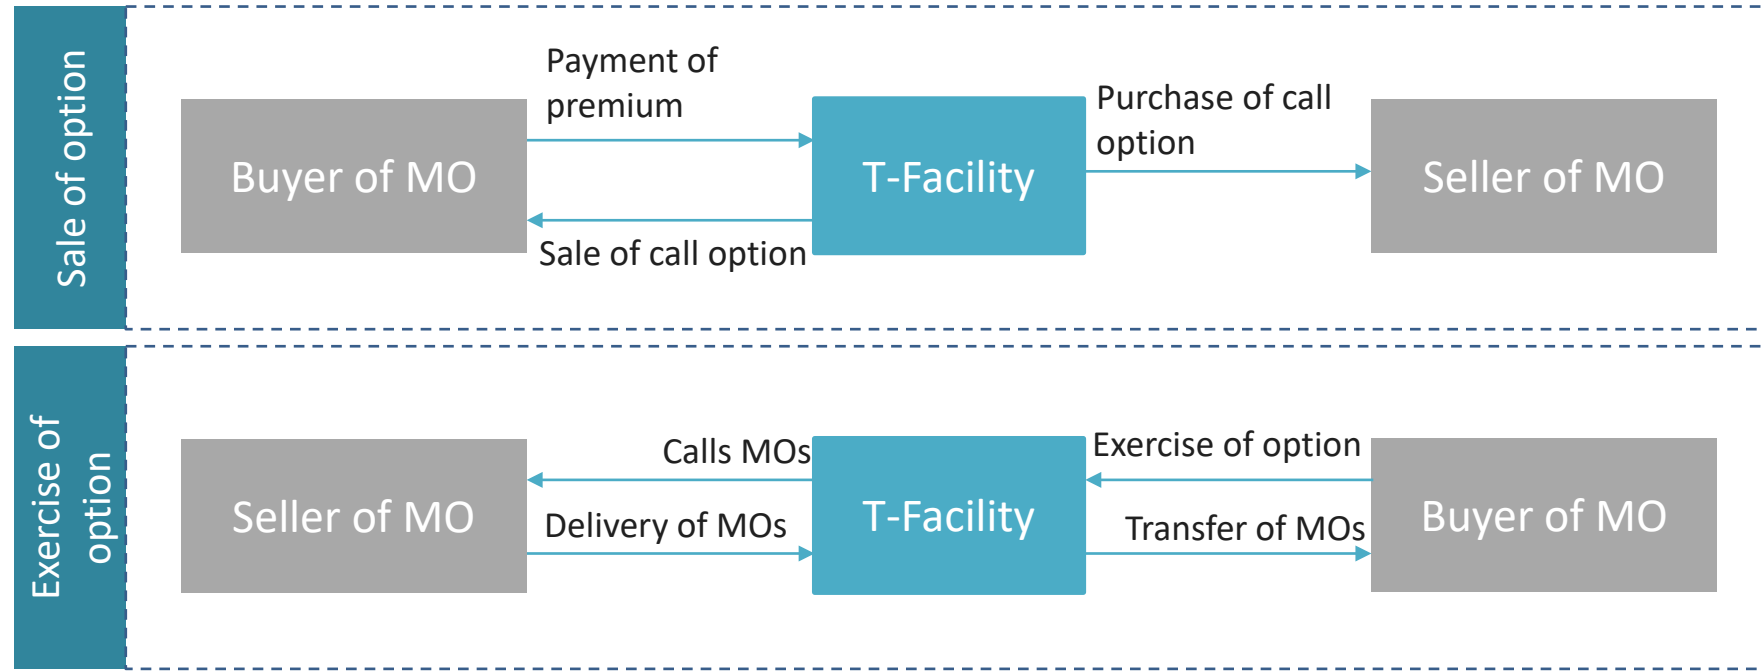 Sale of option
Payment of
premium
Purchase of call
option
Buyer of MO
T-Facility
Seller of MO
Sale of call option
Exercise of
option
Calls MOs
Exercise of option
Seller of MO
T-Facility
Buyer of MO
Delivery of MOs
Transfer of MOs